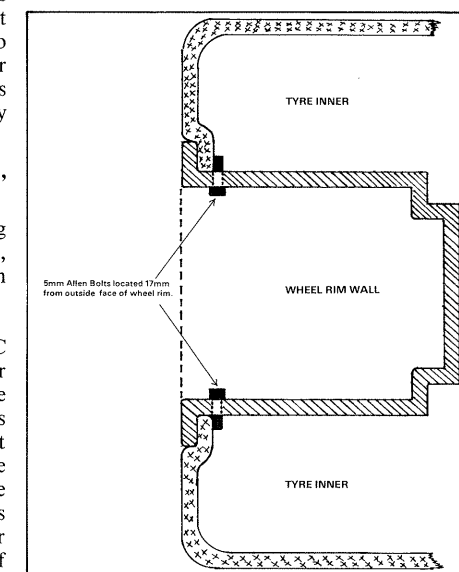 TYRE INNER
5mm Allen Bolts located 17mm
from outside face of wheel rim.
WHEEL RIM WALL
TYRE INNER